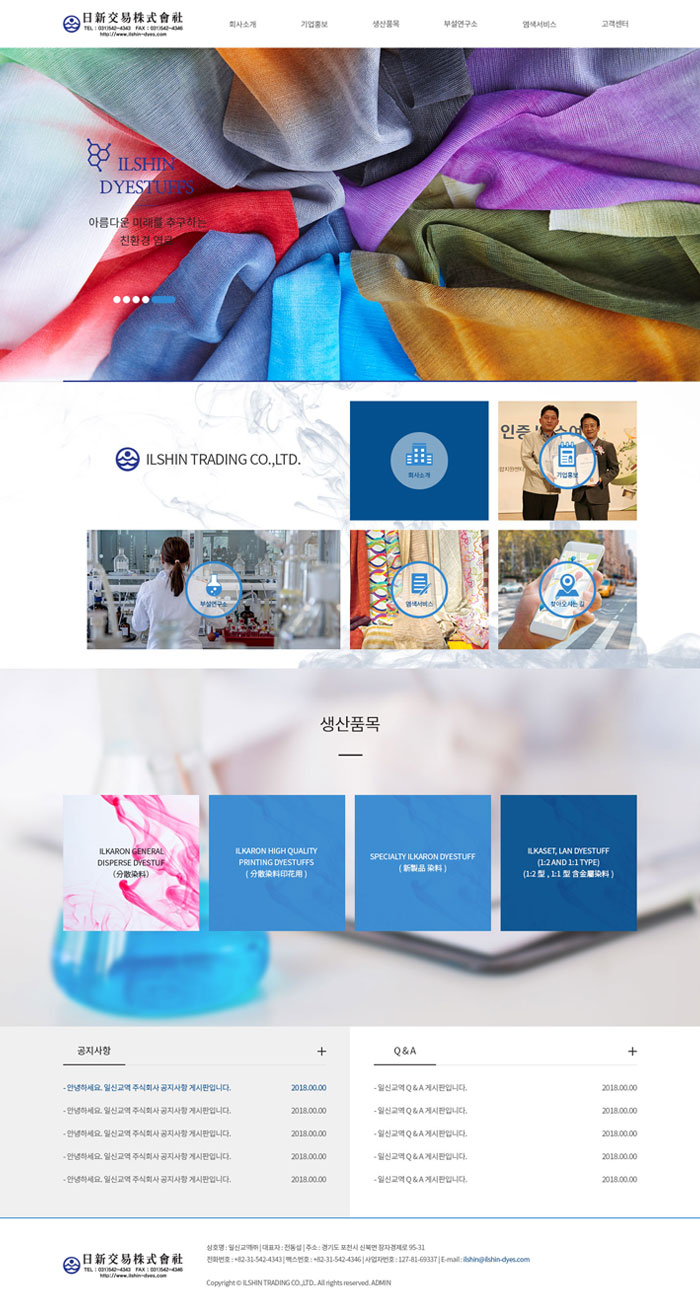 日新交易株式會社
TEL : 031)542-4343 FAX : 031)542-4346
http://www.ilshin-dyes.com
회사소개 기업홍보 생산품목 부설연구소 염색서비스 고객센터
ILSHIN
DYESTUFFS
아름다운 미래를 추구하는
친환경 염료
ILSHIN TRADING CO.,LTD.
회사소개
인증
기업홍보
부설연구소
염색서비스
찾아오시는 길
생산품목
ILKARON GENERAL
DISPERSE DYESTUF
(分散染料)
ILKARON HIGH QUALITY
PRINTING DYESTUFFS
( 分散染料印花用 )
SPECIALTY ILKARON DYESTUFF
( 新製品 染料 )
ILKASET, LAN DYESTUFF
(1:2 AND 1:1 TYPE)
(1:2 型 , 1:1 型 含金屬染料 )
공지사항 +
- 안녕하세요. 일신교역 주식회사 공지사항 게시판입니다. 2018.00.00
- 안녕하세요. 일신교역 주식회사 공지사항 게시판입니다. 2018.00.00
- 안녕하세요. 일신교역 주식회사 공지사항 게시판입니다. 2018.00.00
- 안녕하세요. 일신교역 주식회사 공지사항 게시판입니다. 2018.00.00
- 안녕하세요. 일신교역 주식회사 공지사항 게시판입니다. 2018.00.00
Q & A +
- 일신교역 Q & A 게시판입니다. 2018.00.00
- 일신교역 Q & A 게시판입니다. 2018.00.00
- 일신교역 Q & A 게시판입니다. 2018.00.00
- 일신교역 Q & A 게시판입니다. 2018.00.00
- 일신교역 Q & A 게시판입니다. 2018.00.00
日新交易株式會社
TEL : 031)542-4343 FAX : 031)542-4346
http://www.ilshin-dyes.com
상호명 : 일신교역㈜ | 대표자 : 전동섭 | 주소 : 경기도 포천시 신북면 장자경제로 95-31
전화번호 : +82-31-542-4343 | 팩스번호 : +82-31-542-4346 | 사업자번호 : 127-81-69337 | E-mail : ilshin@ilshin-dyes.com
Copyright © ILSHIN TRADING CO.,LTD.. All rights reserved. ADMIN